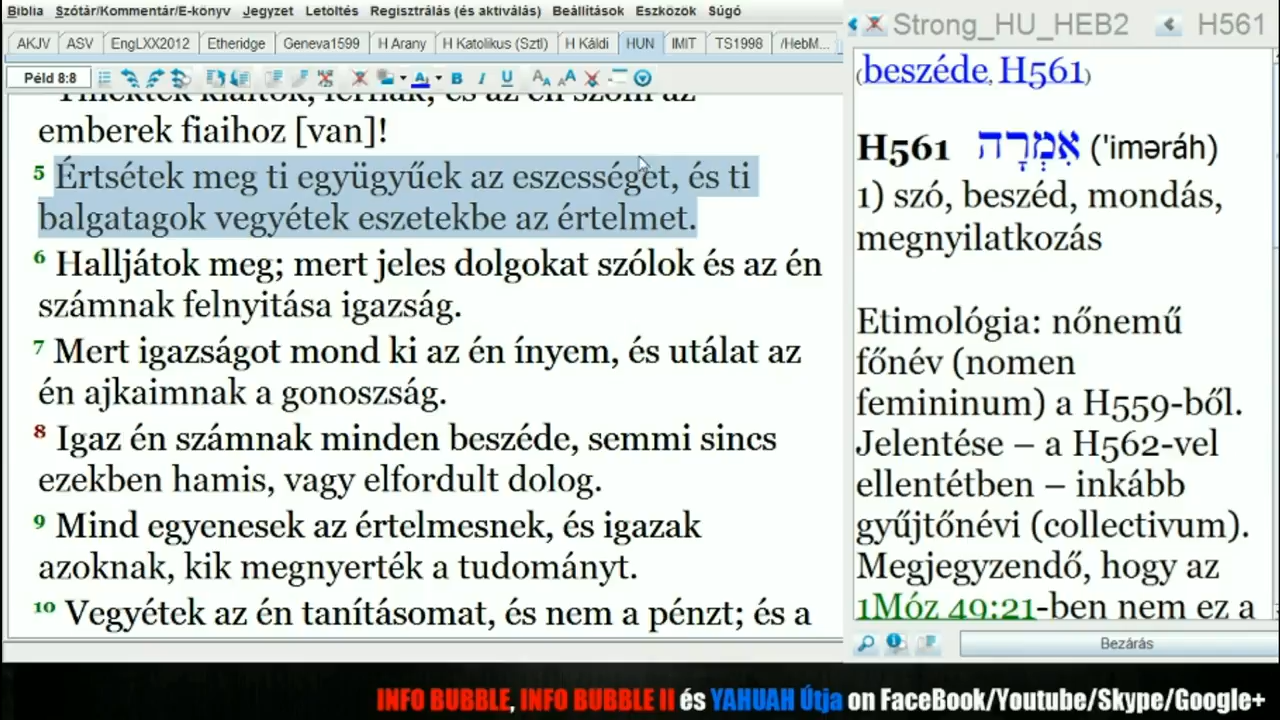 Biblia Szótár/Kommentár/E-könyv Jegyzet Letöltés Regisztrálás (és aktiválás) Beállítások Eszközök Súgó
AKJV ASV EngLXX2012 Etheridge Geneva1599 H Arany H Katolikus (SztI) H Káldi HUN IMIT TS1998 /HebM...
Péld 8:8
emberek fiaihoz [van]!
5 Értsétek meg ti együgyűek az eszességet, és ti
balgatagok vegyétek eszetekbe az értelmet.
6 Halljátok meg; mert jeles dolgokat szólok és az én
számnak felnyitása igazság.
7 Mert igazságot mond ki az én ínyem, és utálat az
én ajkaimnak a gonoszság.
8 Igaz én számnak minden beszéde, semmi sincs
ezekben hamis, vagy elfordult dolog.
9 Mind egyenesek az értelmesnek, és igazak
azoknak, kik megnyerték a tudományt.
10 Vegyétek az én tanításomat, és nem a pénzt; és a
Strong_HU_HEB2 H561
(beszéde, H561)
H561 אִמְרָה ('iməráh)
1) szó, beszéd, mondás,
megnyilatkozás
Etimológia: nőnemű
főnév (nomen
femininum) a H559-ből.
Jelentése – a H562-vel
ellentétben – inkább
gyűjtőnévi (collectivum).
Megjegyzendő, hogy az
1Móz 49:21-ben nem ez a
Bezárás
INFO BUBBLE, INFO BUBBLE II és YAHUAH Útja on FaceBook/Youtube/Skype/Google+